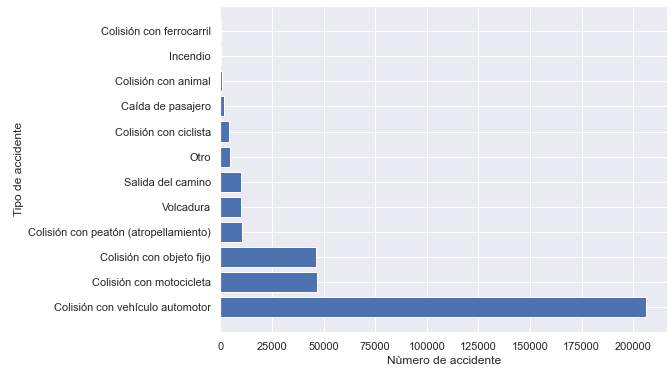 Tipo de accidente
Colisión con ferrocarril
Incendio
Colisión con animal
Caída de pasajero
Colisión con ciclista
Otro
Salida del camino
Volcadura
Colisión con peatón (atropellamiento)
Colisión con objeto fijo
Colisión con motocicleta
Colisión con vehículo automotor
0 25000 50000 75000 100000 125000 150000 175000 200000
Nùmero de accidente